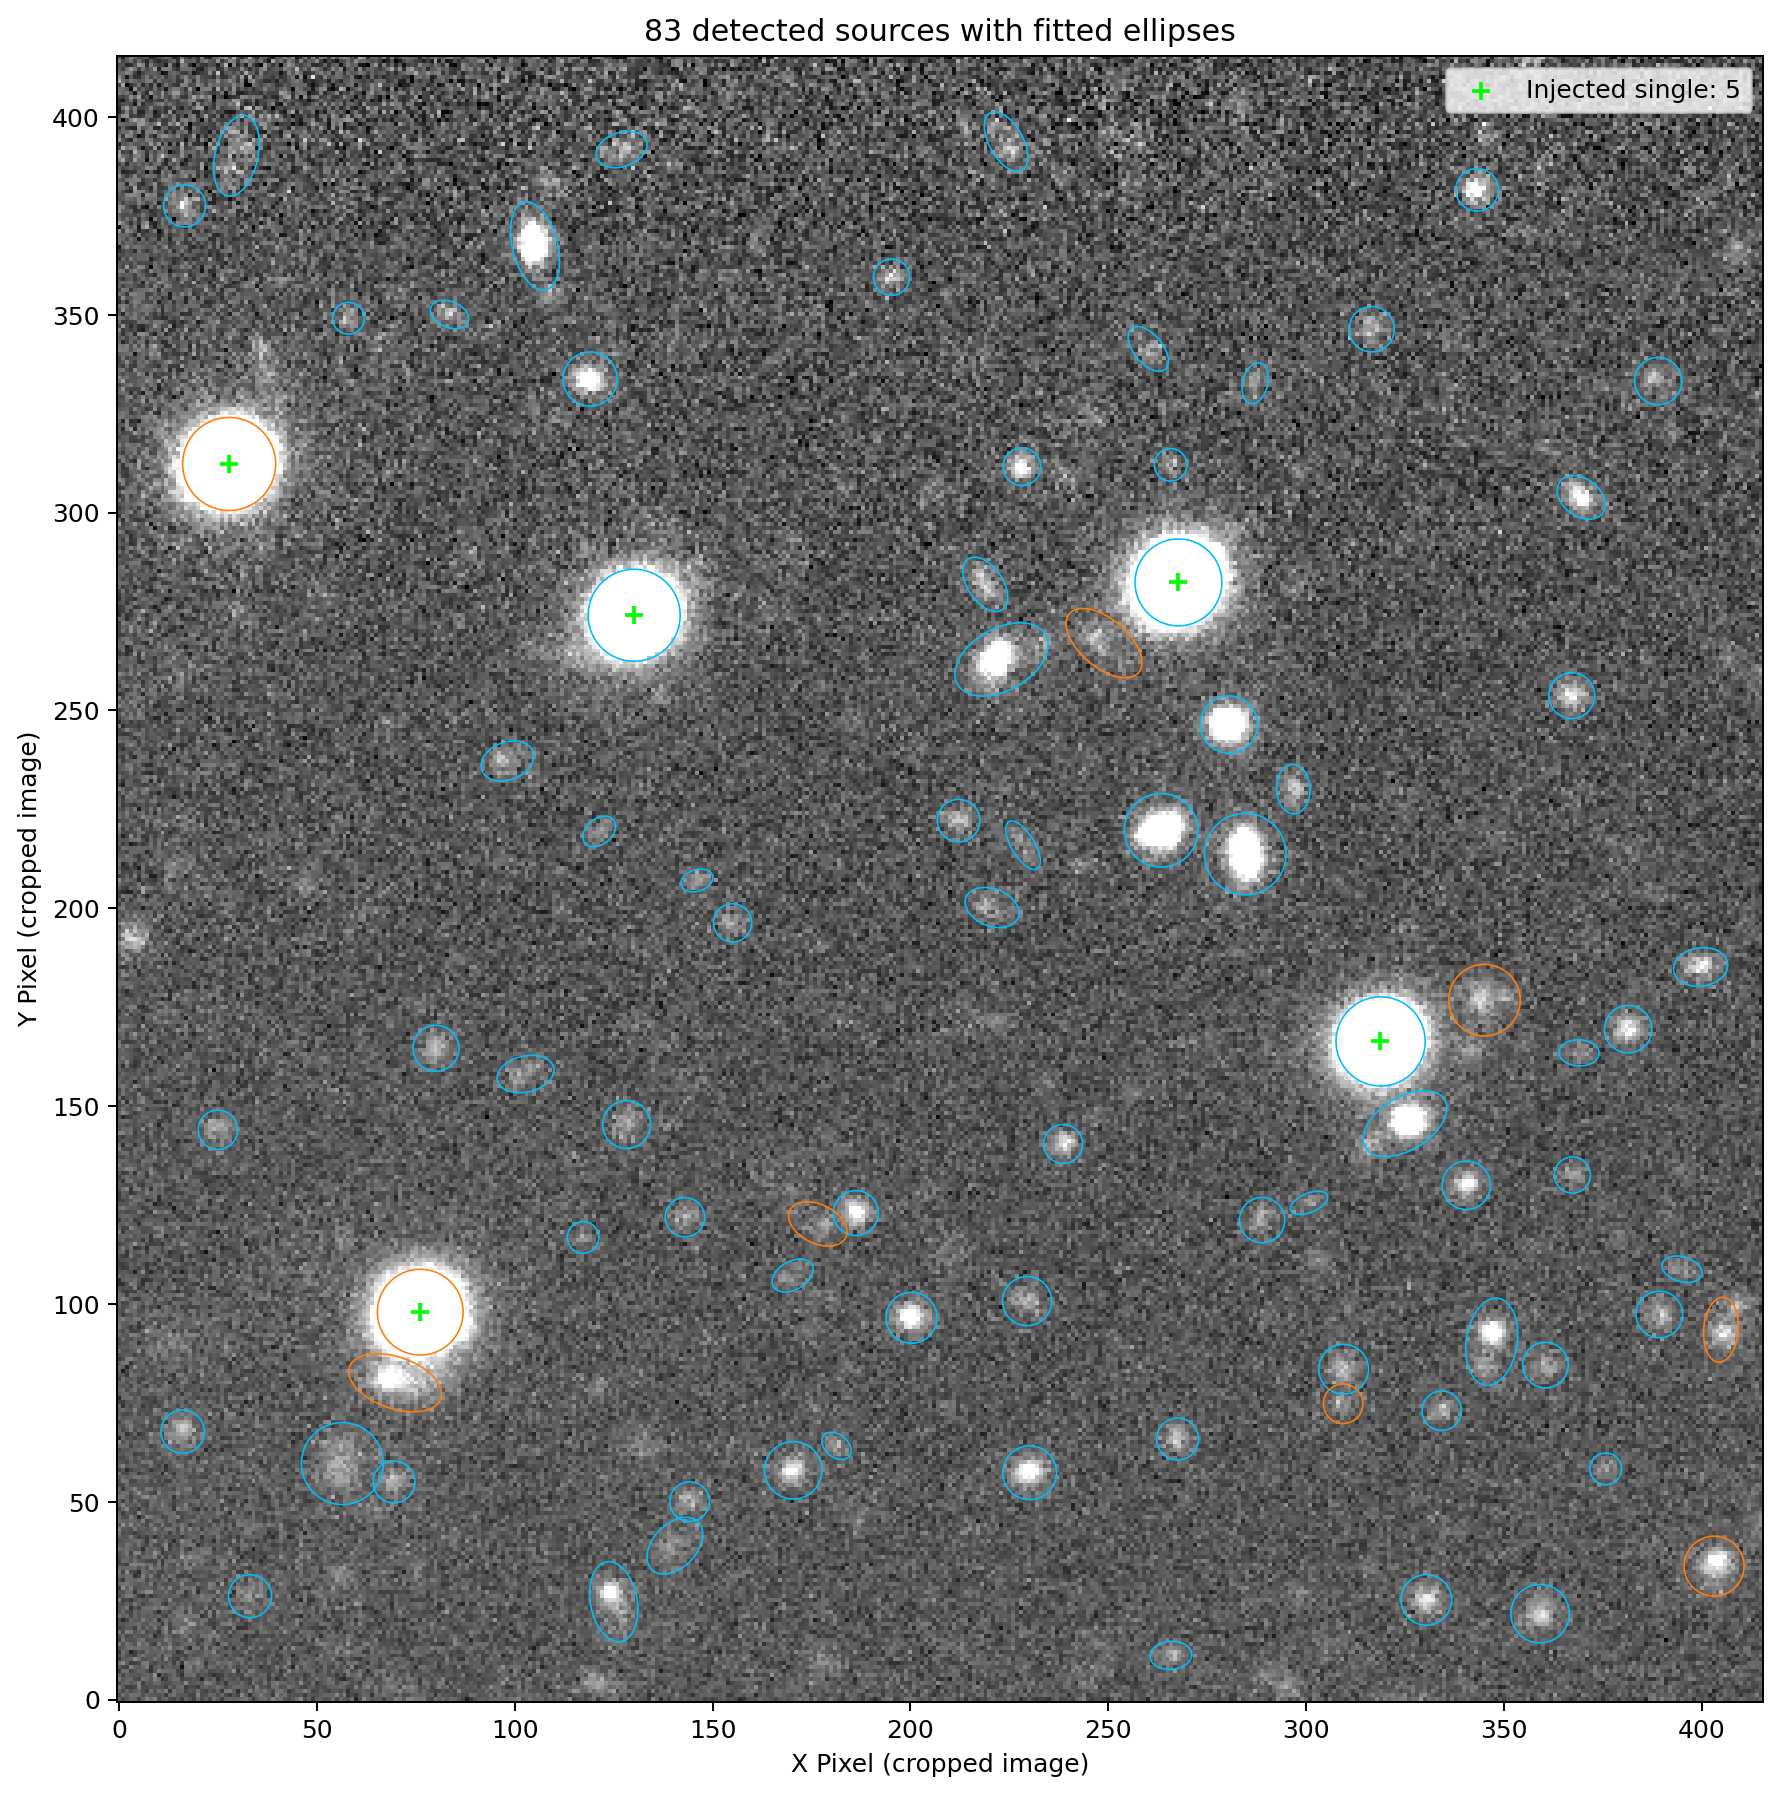 83 detected sources with fitted ellipses
Injected single: 5
400
350
300
250
200
150
100
50
0
Y Pixel (cropped image)
0 50 100 150 200 250 300 350 400
X Pixel (cropped image)